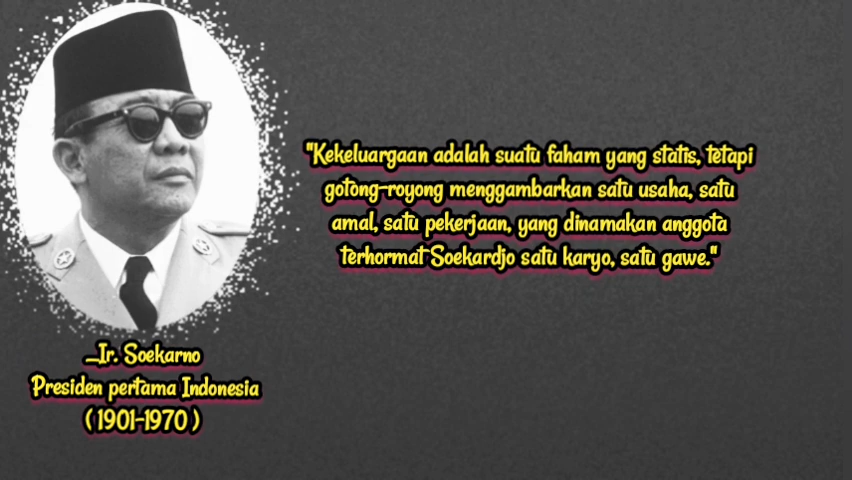 "Kekeluargaan adalah suatu faham yang statis, tetapi
gotong-royong menggambarkan satu usaha, satu
amal, satu pekerjaan, yang dinamakan anggota
terhormat Soekardjo satu karyo, satu gawe."
_Ir. Soekarno
Presiden pertama Indonesia
( 1901-1970 )